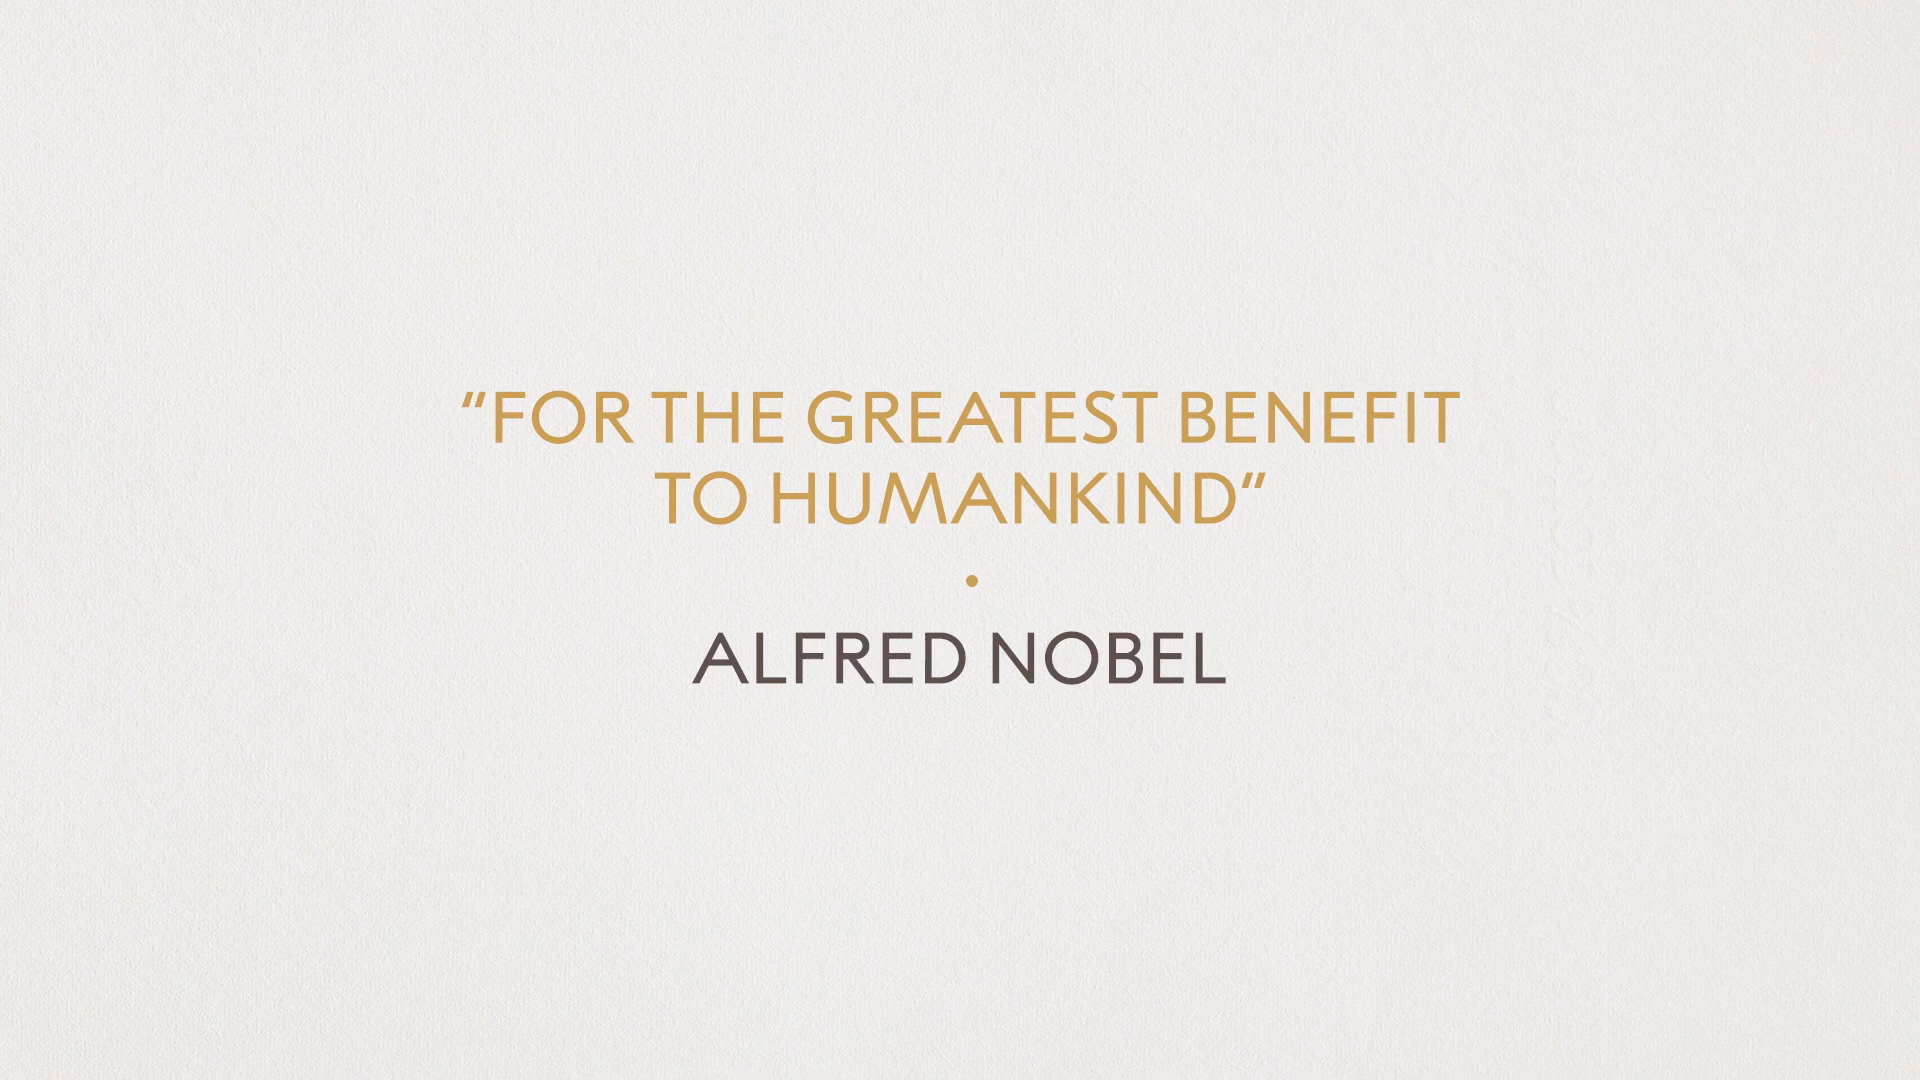 “FOR THE GREATEST BENEFIT
TO HUMANKIND”
•
ALFRED NOBEL